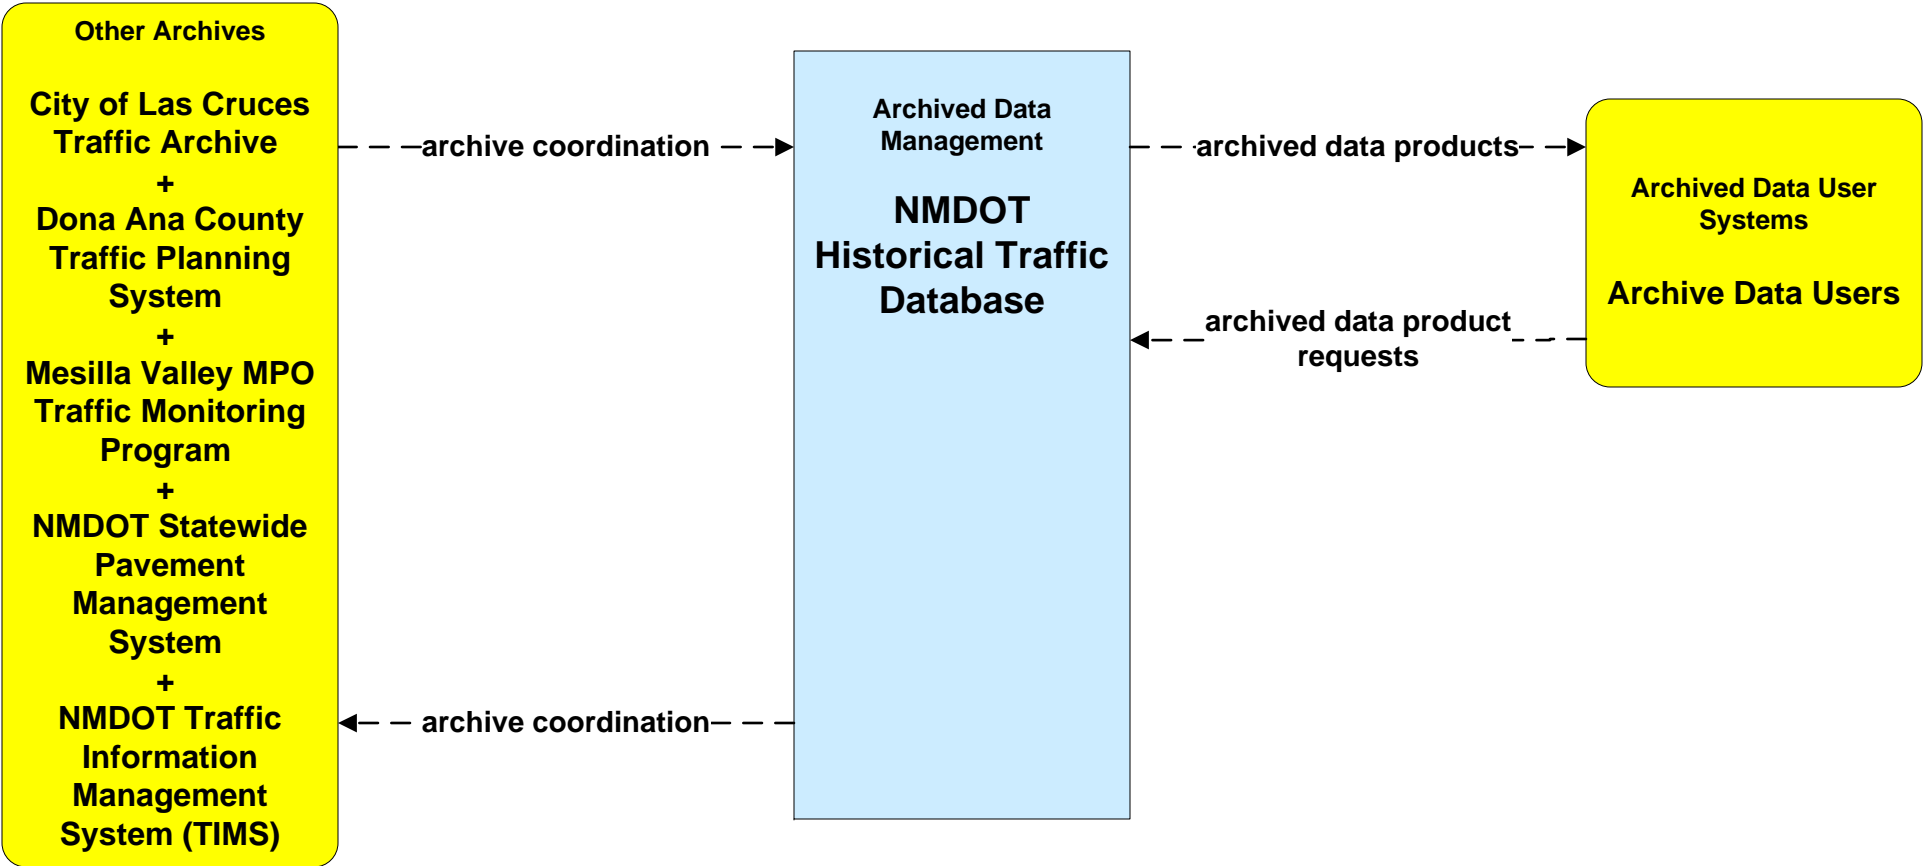 Other Archives
City of Las Cruces
Traffic Archive
+
Dona Ana County
Traffic Planning
System
+
Mesilla Valley MPO
Traffic Monitoring
Program
+
NMDOT Statewide
Pavement
Management
System
+
NMDOT Traffic
Information
Management
System (TIMS)
archive coordination
archive coordination
Archived Data
Management
NMDOT
Historical Traffic
Database
archived data products
archived data product
requests
Archived Data User
Systems
Archive Data Users